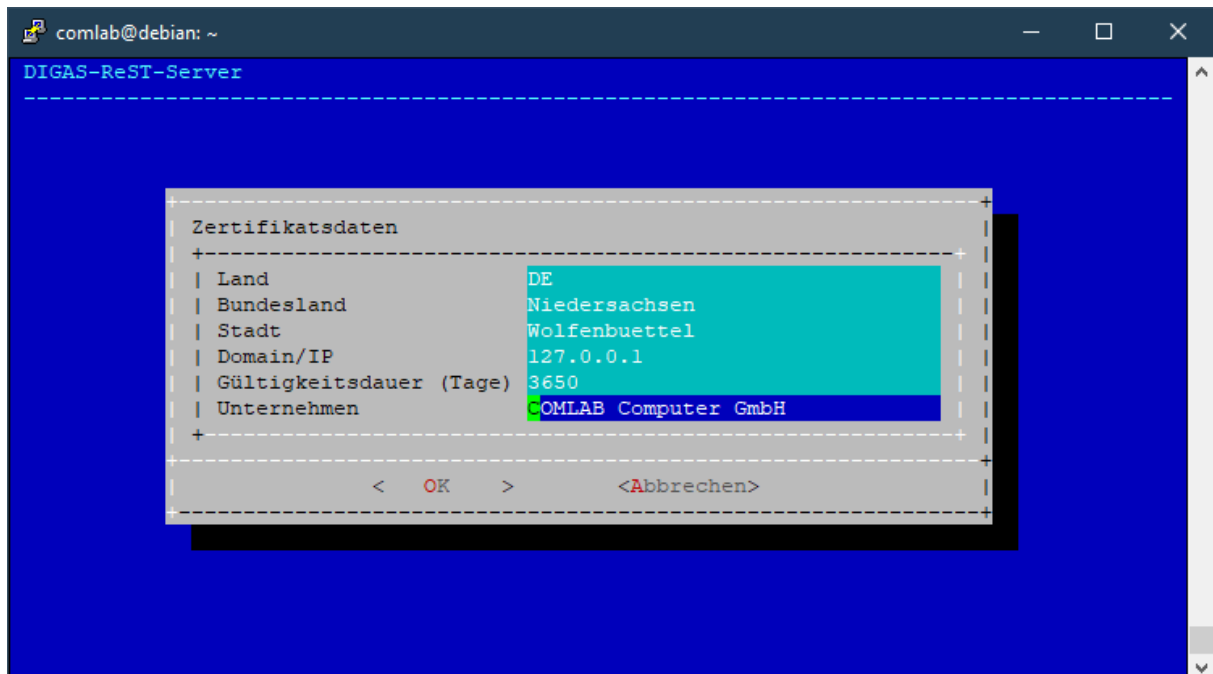 comlab@debian: ~
DIGAS-ReST-Server
Zertifikatsdaten
Land DE
Bundesland Niedersachsen
Stadt Wolfenbuettel
Domain/IP 127.0.0.1
Gültigkeitsdauer (Tage) 3650
Unternehmen COMLAB Computer GmbH
< OK > <Abbrechen>